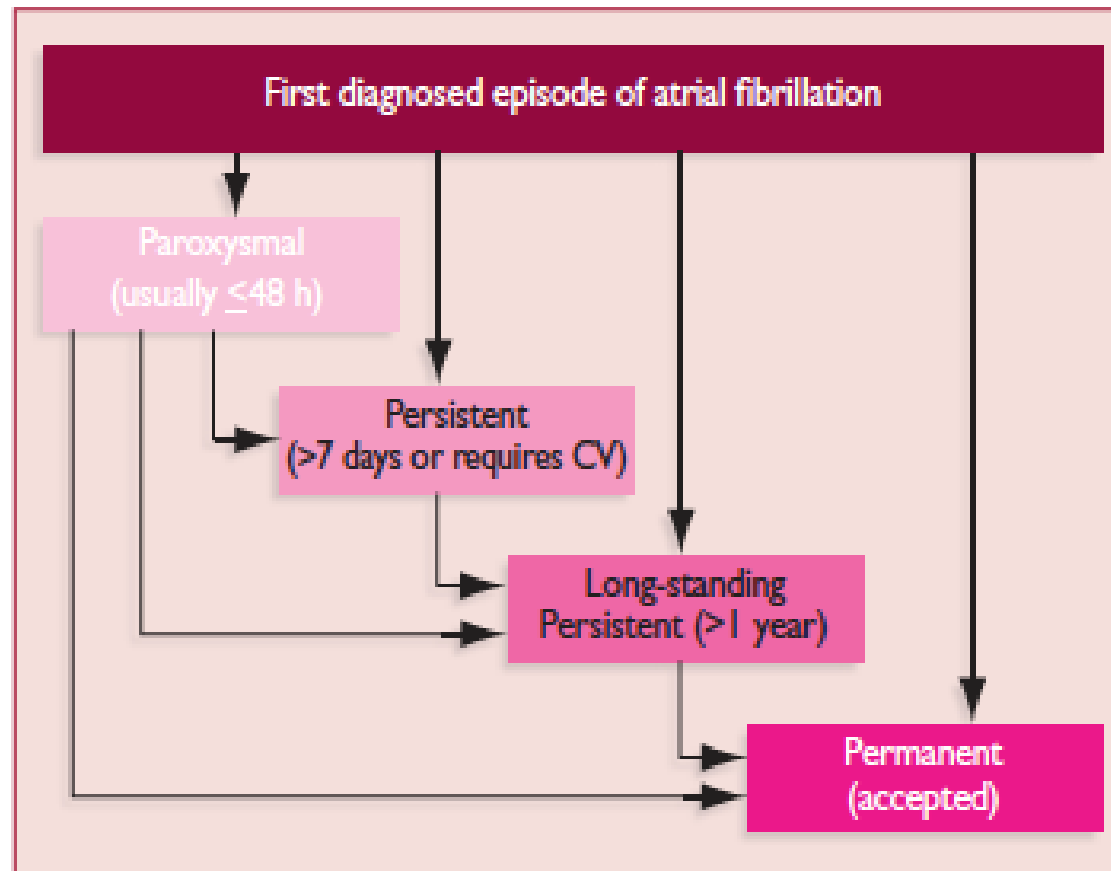 First diagnosed episode of atrial fibrillation
Paroxysmal
(usually ≤48 h)
Persistent
(>7 days or requires CV)
Long-standing
Persistent (>1 year)
Permanent
(accepted)